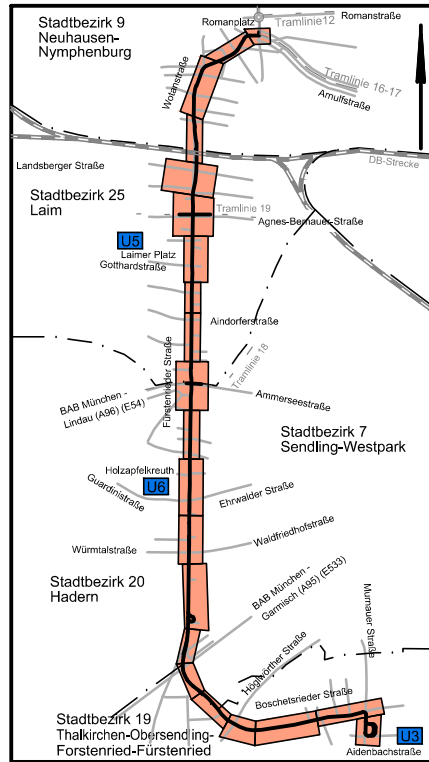 Stadtbezirk 9
Neuhausen-
Nymphenburg
Romanplatz
Tramlinie12
Romanstraße
Wotanstraße
Tramlinie 16-17
Arnulfstraße
DB-Strecke
Landsberger Straße
Stadtbezirk 25
Laim
Tramlinie 19
Agnes-Bernauer-Straße
U5
Laimer Platz
Gotthardstraße
Aindorferstraße
Fürstenrieder Straße
Tramlinie 18
BAB München -
Lindau (A96) (E54)
Ammerseestraße
Stadtbezirk 7
Sendling-Westpark
Holzapfelkreuth
U6
Guardinistraße
Ehrwalder Straße
Waldfriedhofstraße
Würmtalstraße
Stadtbezirk 20
Hadern
BAB München -
Garmisch (A95) (E533)
Murnauer Straße
Höglwörther Straße
Boschetsrieder Straße
Stadtbezirk 19
Thalkirchen-Obersendling-
Forstenried-Fürstenried
U3
Aidenbachstraße